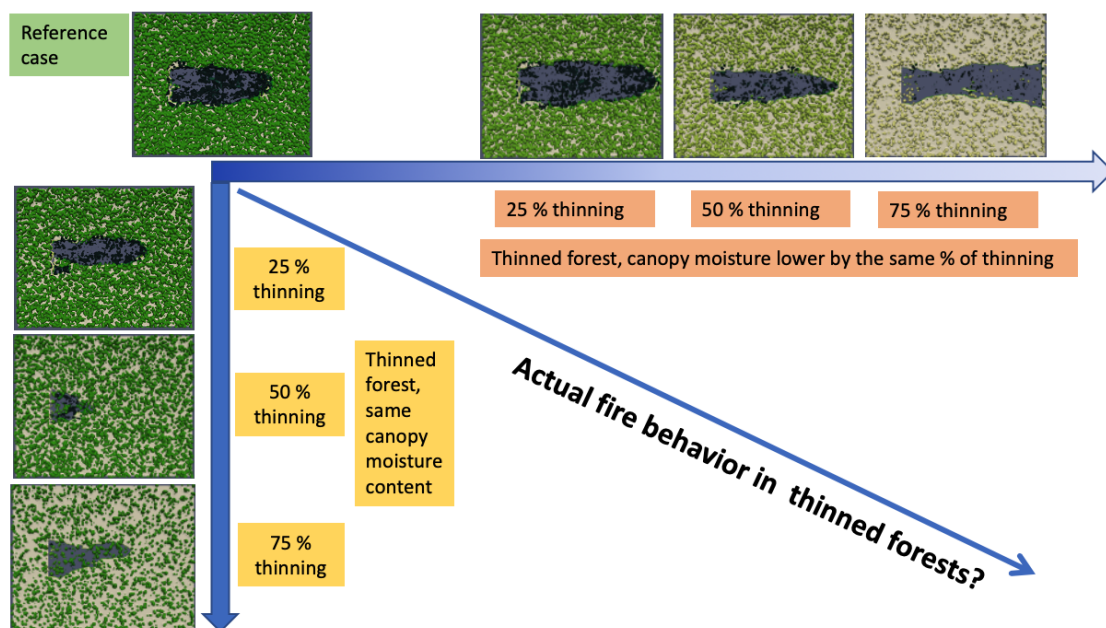 Reference
case
25 % thinning
50 % thinning
75 % thinning
Thinned forest, canopy moisture lower by the same % of thinning
25 %
thinning
50 %
thinning
75 %
thinning
Thinned
forest,
same
canopy
moisture
content
Actual fire behavior in thinned forests?